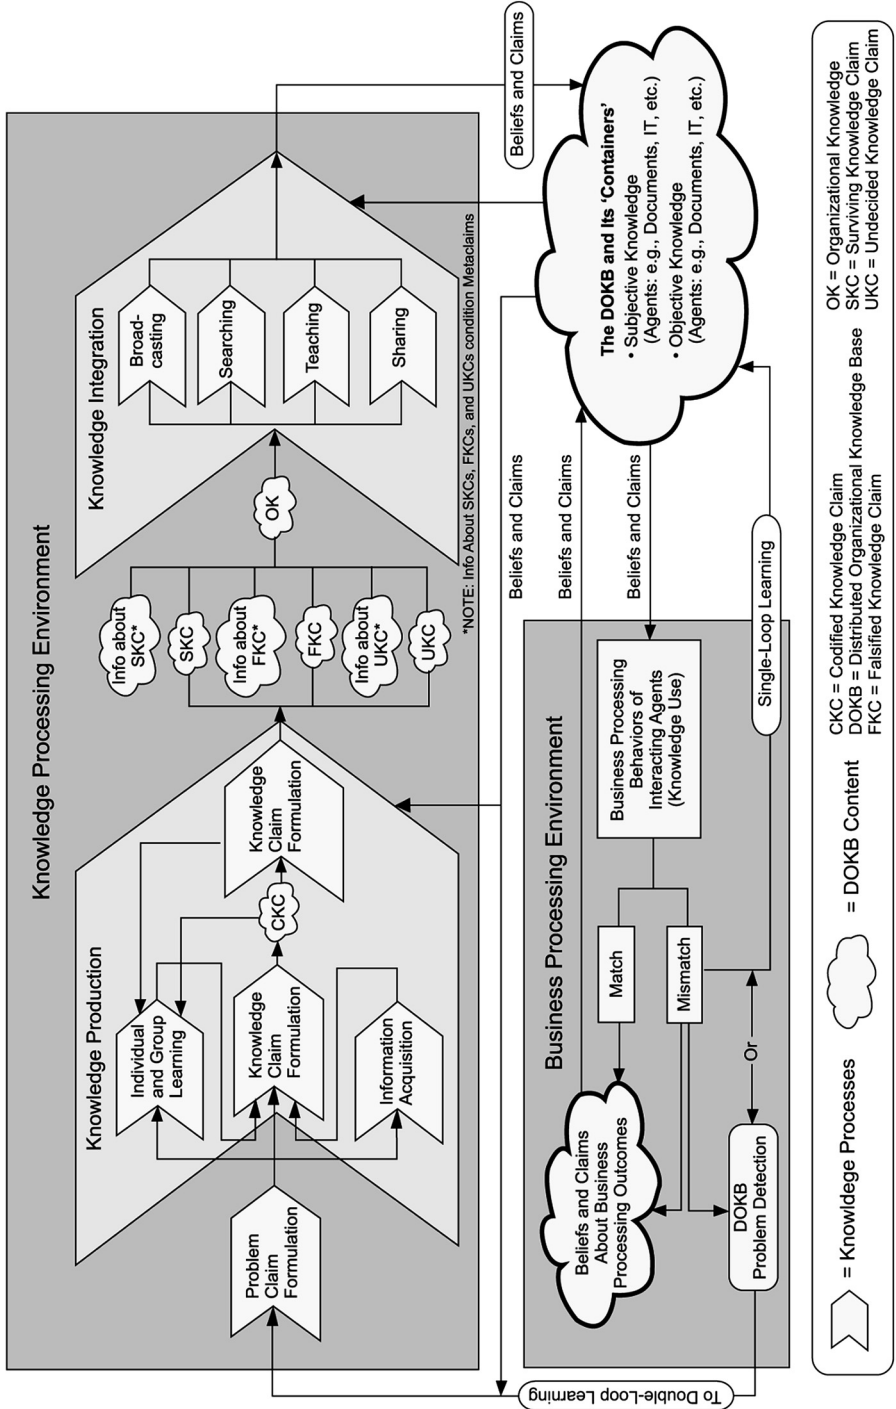 Knowledge Processing Environment
Knowledge Production
Individual
and Group
Learning
Knowledge
Claim
Formulation
Information
Acquisition
Problem
Claim
Formulation
CKC
Knowledge
Claim
Formulation
Info about
SKC*
SKC
Info about
FKC*
FKC
Info about
UKC*
UKC
OK
Knowledge Integration
Broad-
casting
Searching
Teaching
Sharing
*NOTE: Info About SKCs, FKCs, and UKCs condition Metaclaims
Beliefs and Claims
Beliefs and Claims
Beliefs and Claims
Beliefs and Claims
The DOKB and Its ‘Containers’
• Subjective Knowledge
(Agents: e.g., Documents, IT, etc.)
• Objective Knowledge
(Agents: e.g., Documents, IT, etc.)
Business Processing Environment
Business Processing
Behaviors of
Interacting Agents
(Knowledge Use)
Match
Mismatch
Beliefs and Claims
About Business
Processing Outcomes
DOKB
Problem Detection
Or
Single-Loop Learning
To Double-Loop Learning
= Knowldege Processes
= DOKB Content
CKC = Codified Knowledge Claim
DOKB = Distributed Organizational Knowledge Base
FKC = Falsified Knowledge Claim
OK = Organizational Knowledge
SKC = Surviving Knowledge Claim
UKC = Undecided Knowledge Claim